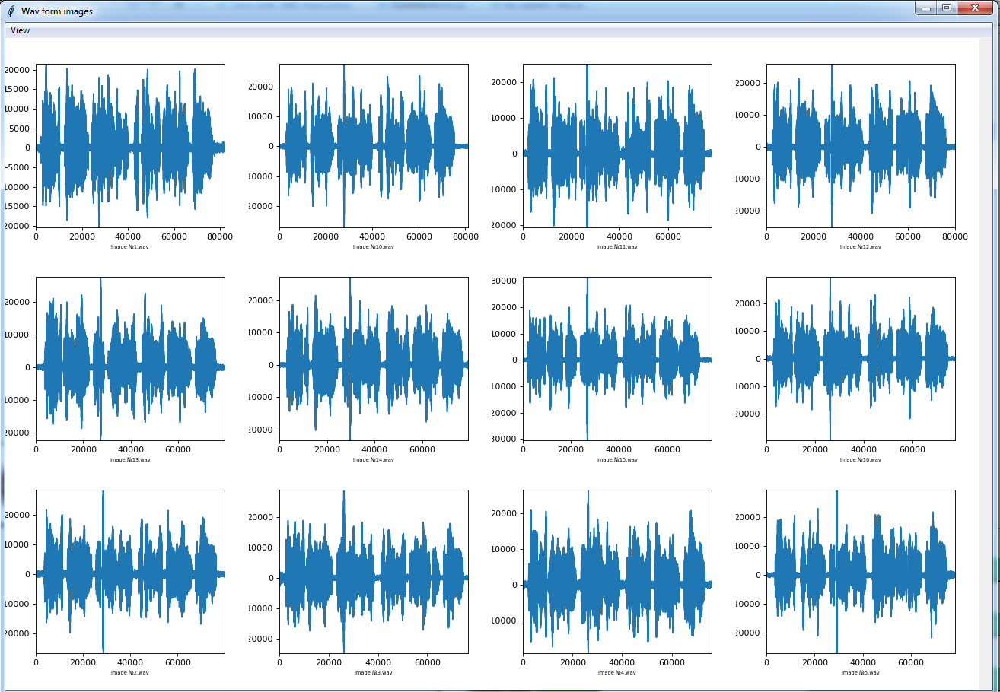 Wav form images
View
20000
15000
10000
5000
0
-5000
10000
15000
20000
0 20000 40000 60000 80000
Image №1.wav
20000
10000
0
10000
20000
0 20000 40000 60000 80000
Image №10.wav
20000
10000
0
10000
20000
0 20000 40000 60000
Image №11.wav
20000
10000
0
10000
20000
0 20000 40000 60000 80000
Image №12.wav
20000
10000
0
10000
20000
0 20000 40000 60000
Image №13.wav
20000
10000
0
10000
20000
0 20000 40000 60000
Image №14.wav
30000
20000
10000
0
10000
20000
30000
0 20000 40000 60000
Image №15.wav
20000
10000
0
10000
20000
0 20000 40000 60000
Image №16.wav
20000
10000
0
10000
20000
0 20000 40000 60000
Image №2.wav
20000
10000
0
10000
20000
0 20000 40000 60000
Image №3.wav
20000
10000
0
10000
0 20000 40000 60000
Image №4.wav
20000
10000
0
10000
20000
0 20000 40000 60000
Image №5.wav